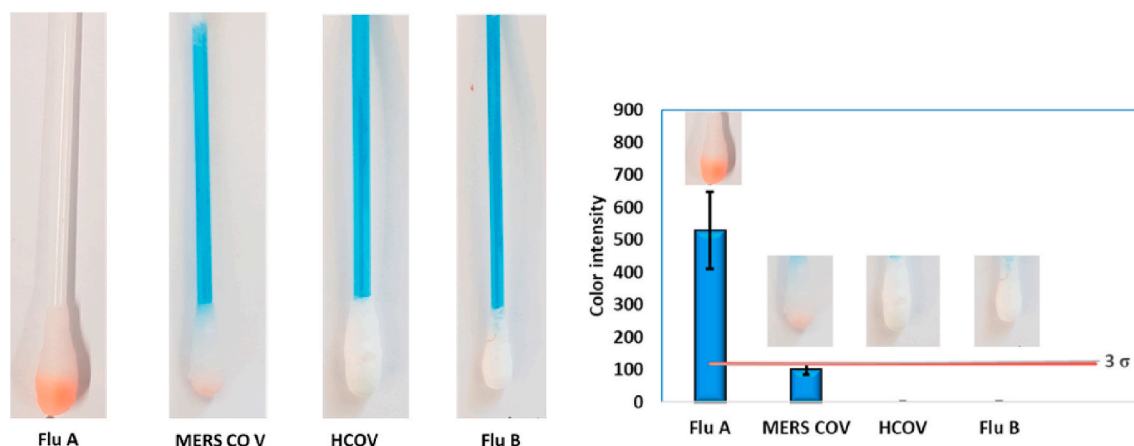 Flu A
MERS CO V
HCOV
Flu B
Color intensity
900
800
700
600
500
400
300
200
100
0
3 σ
Flu A
MERS COV
HCOV
Flu B